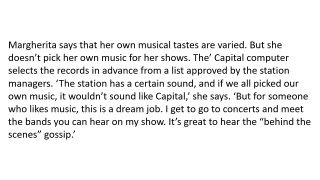 Margherita says that her own musical tastes are varied. But she
doesn’t pick her own music for her shows. The’ Capital computer
selects the records in advance from a list approved by the station
managers. ‘The station has a certain sound, and if we all picked our
own music, it wouldn’t sound like Capital,’ she says. ‘But for someone
who likes music, this is a dream job. I get to go to concerts and meet
the bands you can hear on my show. It’s great to hear the “behind the
scenes” gossip.’